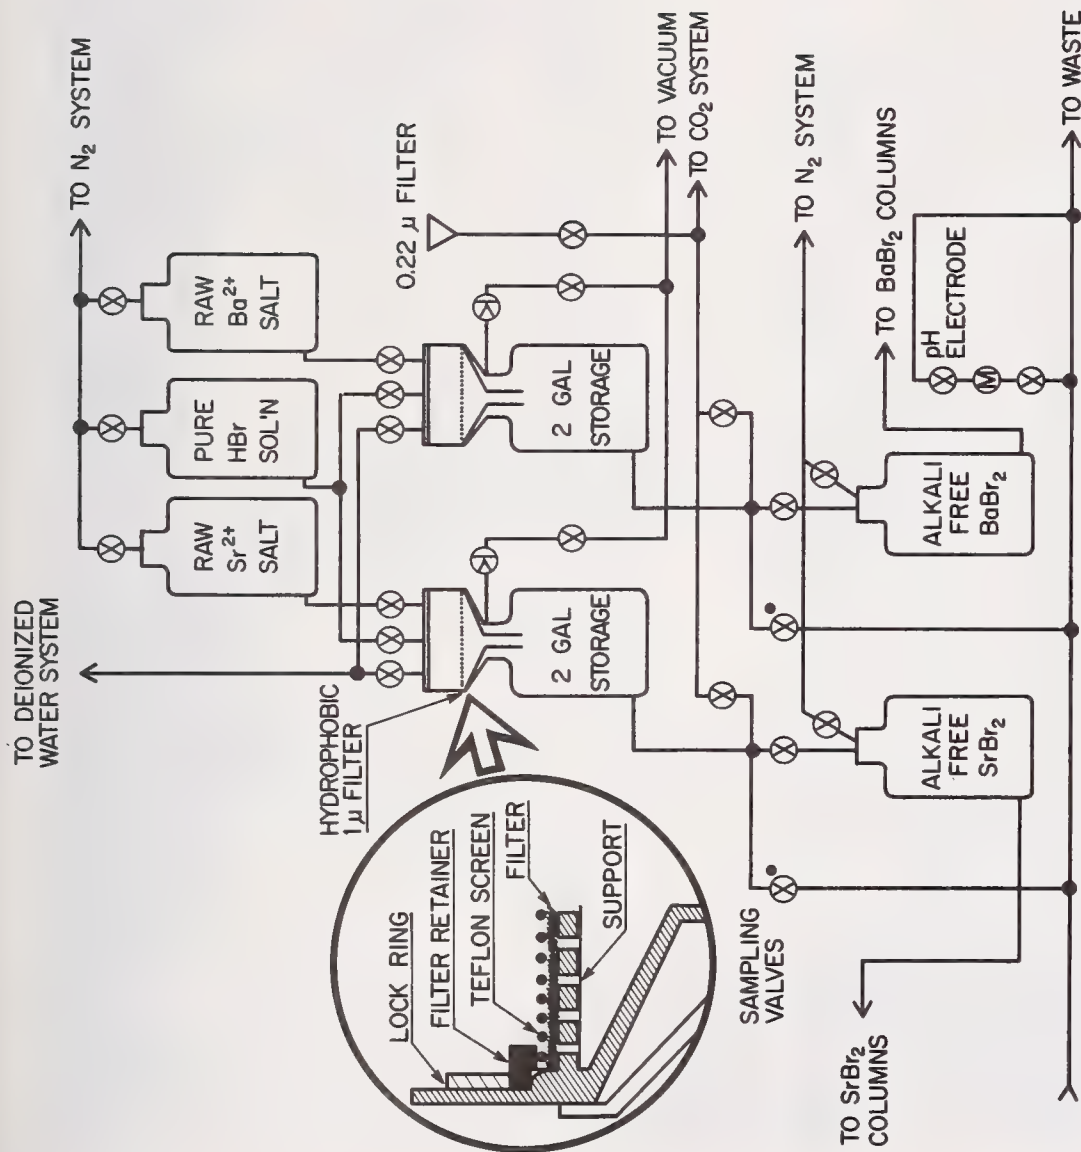 TO DEIONIZED
WATER SYSTEM
TO N₂ SYSTEM
RAW
Sr²⁺
SALT
PURE
HBr
SOL'N
RAW
Ba²⁺
SALT
0.22 μ FILTER
HYDROPHOBIC
1 μ FILTER
2 GAL
STORAGE
2 GAL
STORAGE
TO VACUUM
TO CO₂ SYSTEM
LOCK RING
FILTER RETAINER
TEFLON SCREEN
FILTER
SUPPORT
SAMPLING
VALVES
TO N₂ SYSTEM
ALKALI
FREE
SrBr₂
ALKALI
FREE
BaBr₂
TO SrBr₂
COLUMNS
TO BaBr₂ COLUMNS
pH
ELECTRODE
M
TO WASTE